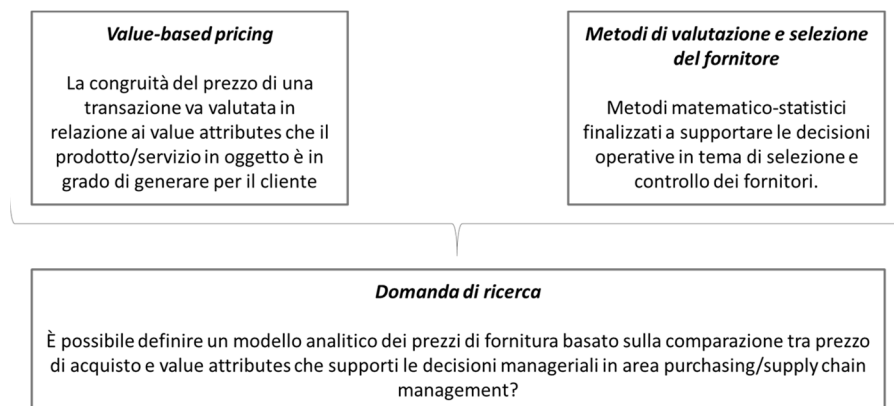 Value-based pricing
La congruità del prezzo di una
transazione va valutata in
relazione ai value attributes che il
prodotto/servizio in oggetto è in
grado di generare per il cliente
Metodi di valutazione e selezione
del fornitore
Metodi matematico-statistici
finalizzati a supportare le decisioni
operative in tema di selezione e
controllo dei fornitori.
Domanda di ricerca
È possibile definire un modello analitico dei prezzi di fornitura basato sulla comparazione tra prezzo
di acquisto e value attributes che supporti le decisioni manageriali in area purchasing/supply chain
management?